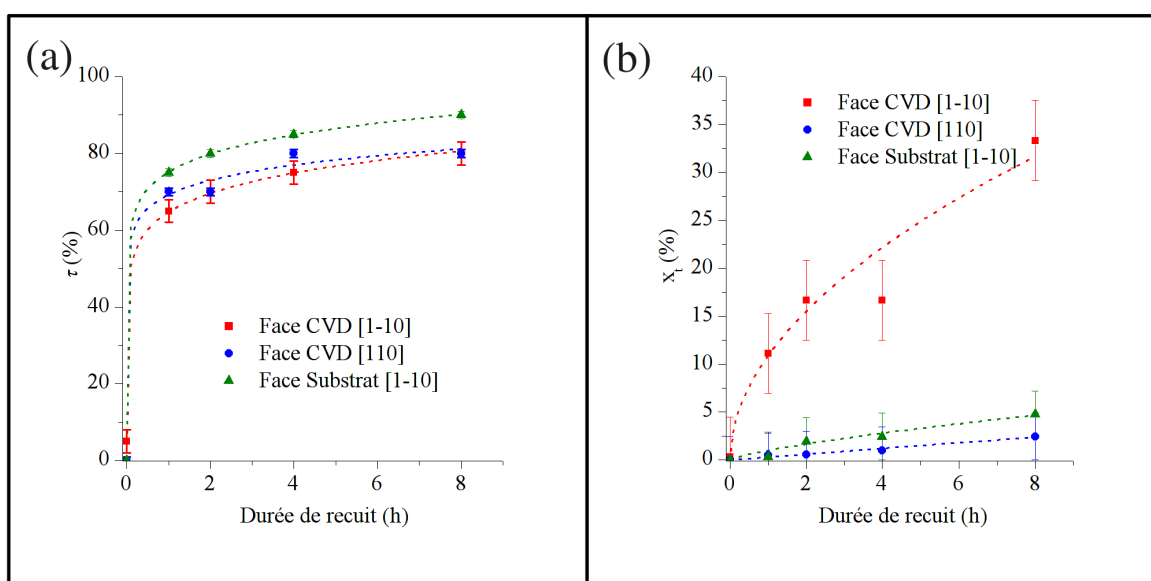 (a)
100
80
60
40
20
0
τ (%)
Face CVD [1-10]
Face CVD [110]
Face Substrat [1-10]
0 2 4 6 8
Durée de recuit (h)
(b)
40
35
30
25
20
15
10
5
0
x_t (%)
Face CVD [1-10]
Face CVD [110]
Face Substrat [1-10]
0 2 4 6 8
Durée de recuit (h)